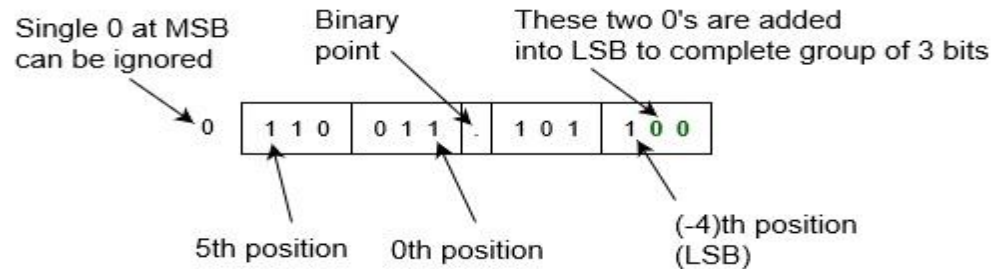 Single 0 at MSB
can be ignored
Binary
point
These two 0's are added
into LSB to complete group of 3 bits
0 1 1 0 0 1 1 . 1 0 1 1 0 0
5th position
0th position
(-4)th position
(LSB)